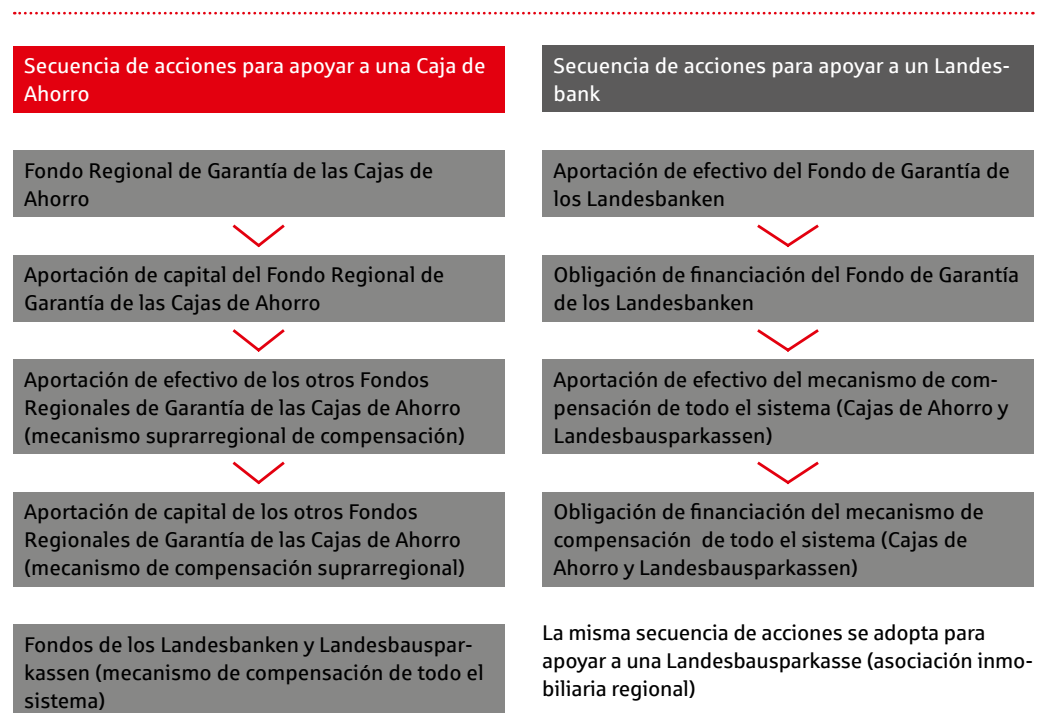 Secuencia de acciones para apoyar a una Caja de
Ahorro
Fondo Regional de Garantía de las Cajas de
Ahorro
Aportación de capital del Fondo Regional de
Garantía de las Cajas de Ahorro
Aportación de efectivo de los otros Fondos
Regionales de Garantía de las Cajas de Ahorro
(mecanismo suprarregional de compensación)
Aportación de capital de los otros Fondos
Regionales de Garantía de las Cajas de Ahorro
(mecanismo de compensación suprarregional)
Fondos de los Landesbanken y Landesbauspar-
kassen (mecanismo de compensación de todo el
sistema)
Secuencia de acciones para apoyar a un Landes-
bank
Aportación de efectivo del Fondo de Garantía de
los Landesbanken
Obligación de financiación del Fondo de Garantía
de los Landesbanken
Aportación de efectivo del mecanismo de com-
pensación de todo el sistema (Cajas de Ahorro y
Landesbausparkassen)
Obligación de financiación del mecanismo de
compensación  de todo el sistema (Cajas de
Ahorro y Landesbausparkassen)
La misma secuencia de acciones se adopta para
apoyar a una Landesbausparkasse (asociación inmo-
biliaria regional)